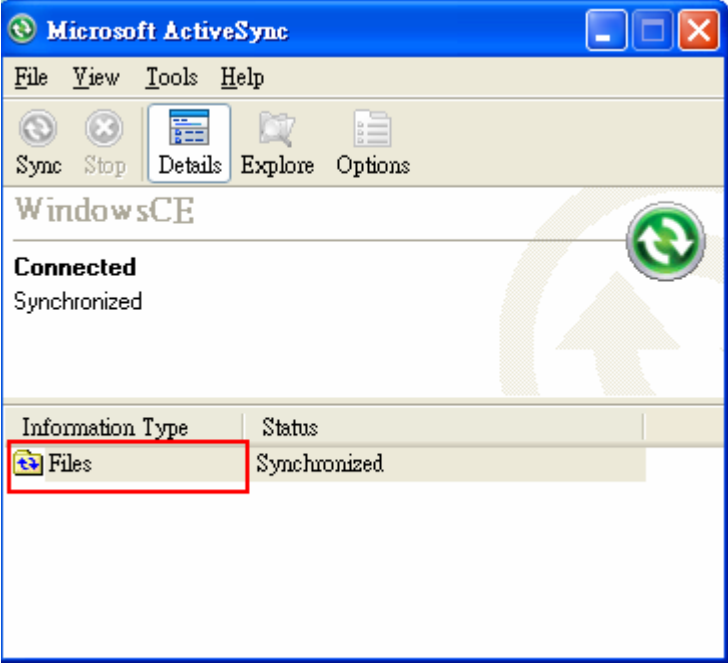 Microsoft ActiveSync
File View Tools Help
Sync Stop Details Explore Options
WindowsCE
Connected
Synchronized
Information Type Status
Files Synchronized